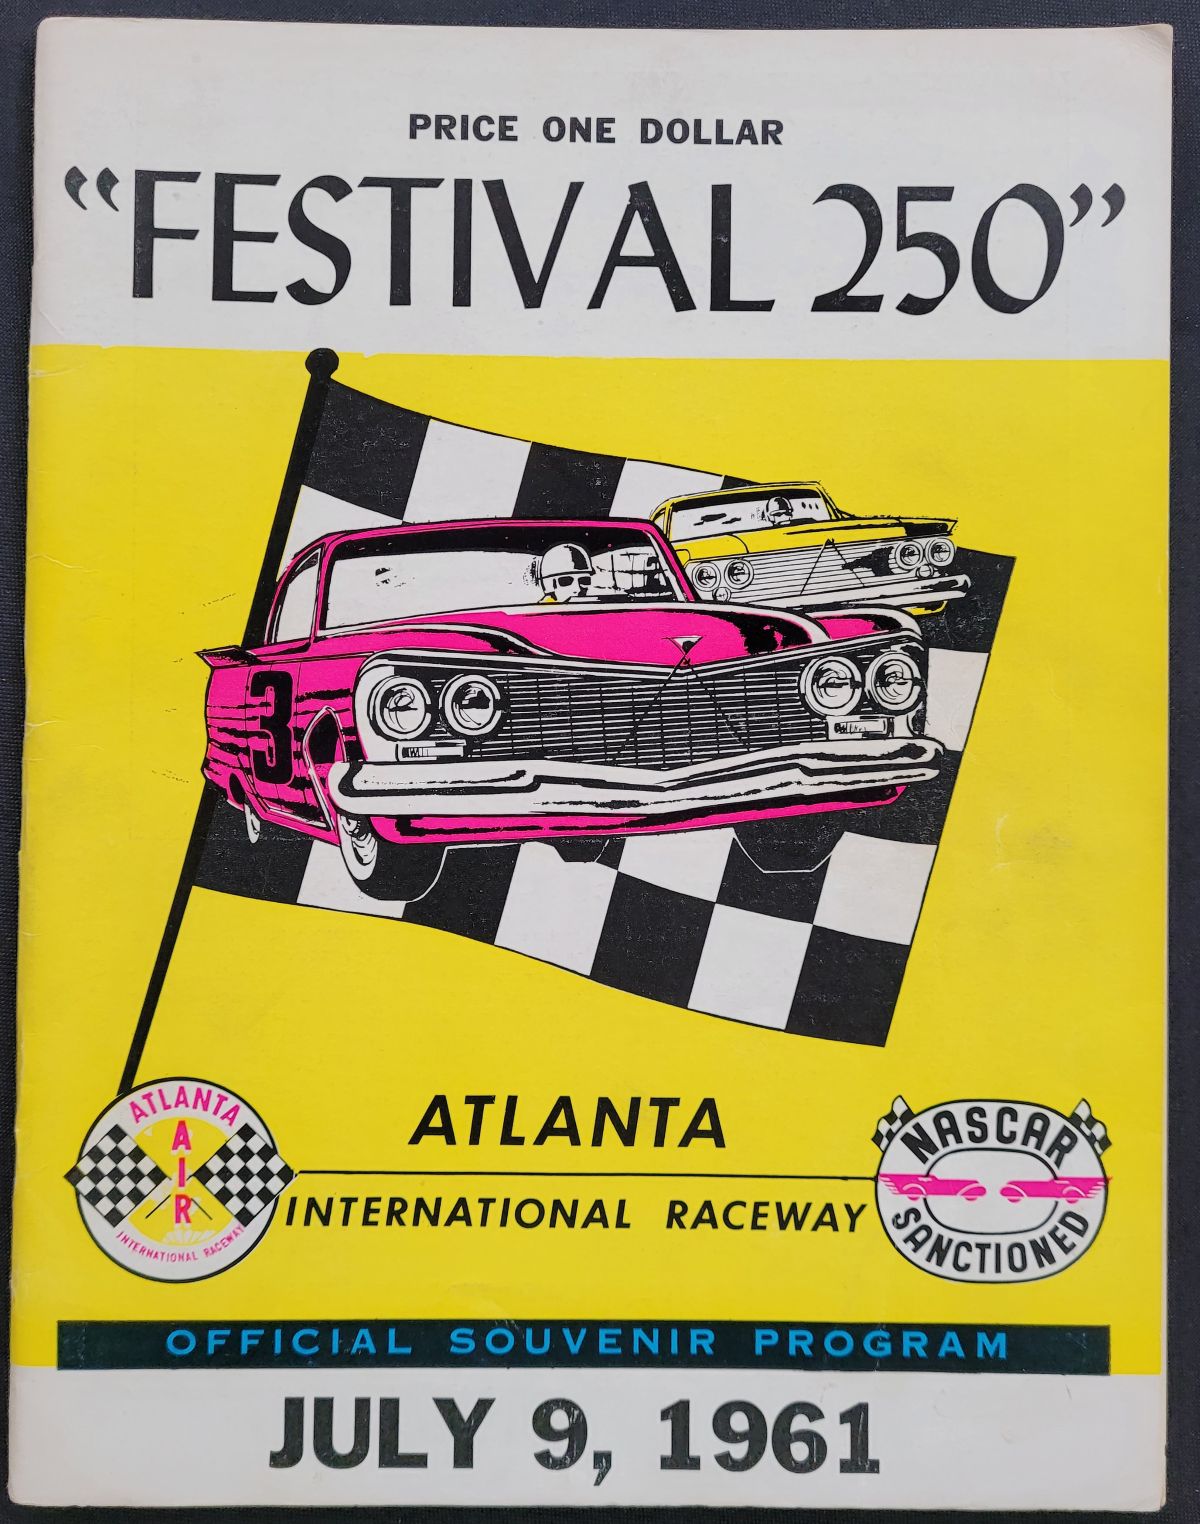 PRICE ONE DOLLAR
"FESTIVAL 250"
3
ATLANTA
AIR
INTERNATIONAL RACEWAY
ATLANTA
INTERNATIONAL RACEWAY
NASCAR
SANCTIONED
OFFICIAL SOUVENIR PROGRAM
JULY 9, 1961